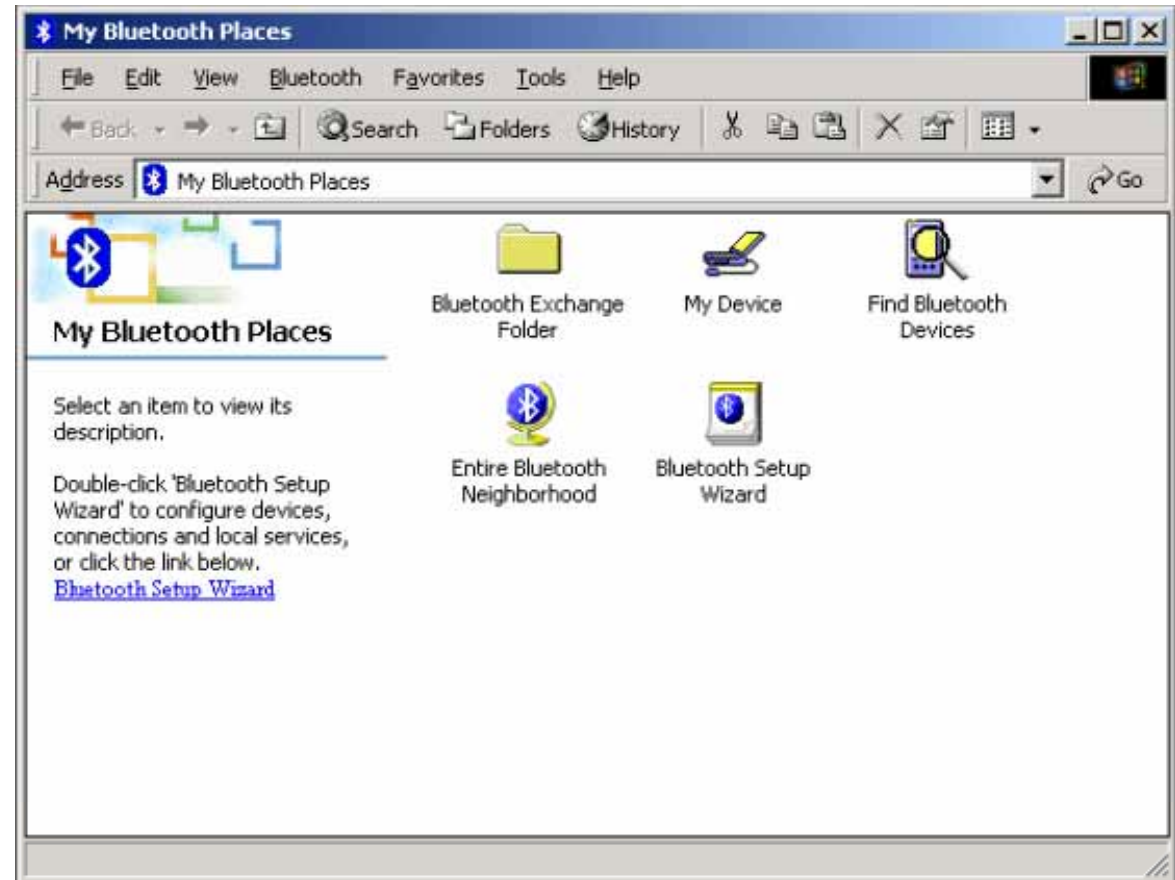 My Bluetooth Places
File Edit View Bluetooth Favorites Tools Help
Back Search Folders History
Address My Bluetooth Places Go
My Bluetooth Places
Select an item to view its
description.
Double-click 'Bluetooth Setup
Wizard' to configure devices,
connections and local services,
or click the link below.
Bluetooth Setup Wizard
Bluetooth Exchange
Folder
My Device
Find Bluetooth
Devices
Entire Bluetooth
Neighborhood
Bluetooth Setup
Wizard